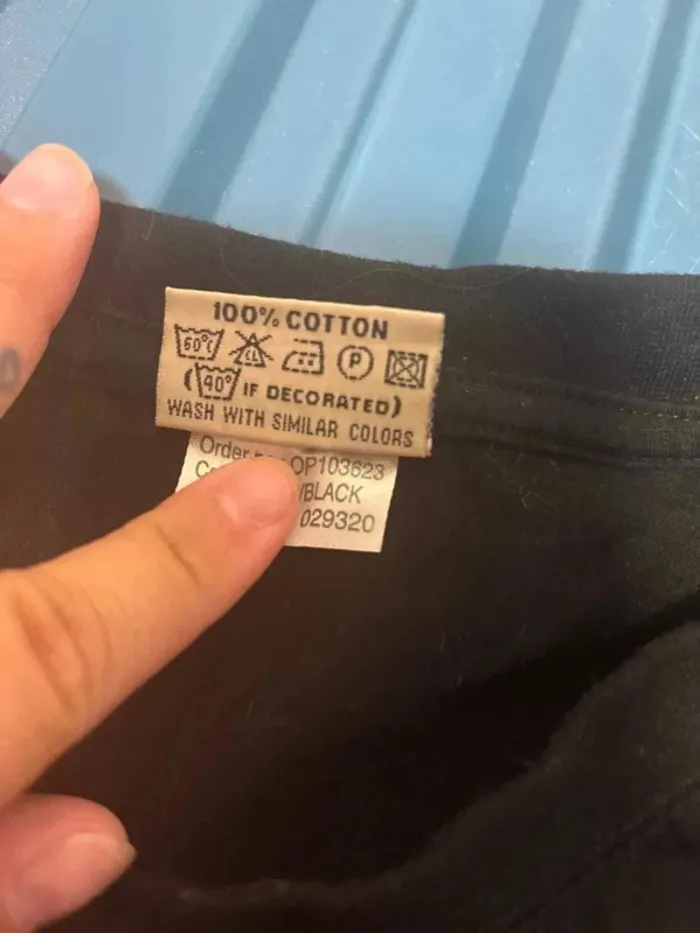 100% COTTON
60°C CL P
(40° IF DECORATED)
WASH WITH SIMILAR COLORS
Order OP103623
/BLACK
029320